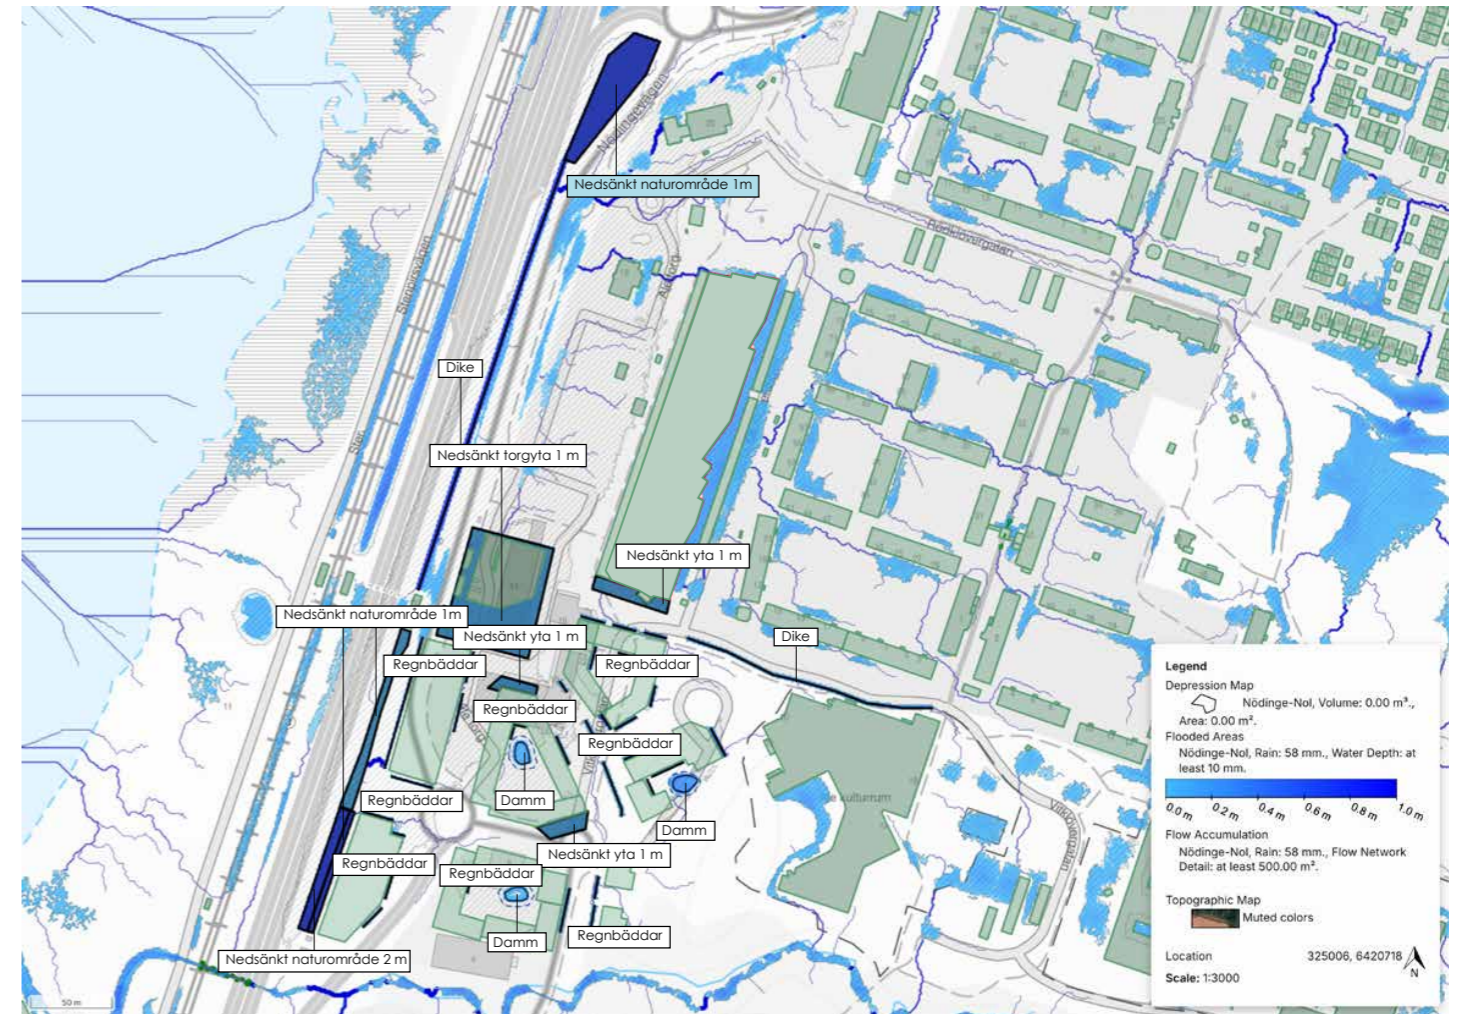 Nödingevägen
Nedsänkt naturområde 1m
Rödklövergatan
Stenpirsvägen
Ale torg
Dike
Nedsänkt torgyta 1 m
Nedsänkt yta 1 m
Nedsänkt naturområde 1m
Nedsänkt yta 1 m
Dike
Regnbäddar
Regnbäddar
Regnbäddar
Regnbäddar
Damm
Damm
Regnbäddar
Nedsänkt yta 1 m
Regnbäddar
Regnbäddar
Damm
Regnbäddar
Nedsänkt naturområde 2 m
kulturrum
Vitklövergatan
50 m
Legend
Depression Map
Nödinge-Nol, Volume: 0.00 m³.,
Area: 0.00 m².
Flooded Areas
Nödinge-Nol, Rain: 58 mm., Water Depth: at
least 10 mm.
0.0 m 0.2 m 0.4 m 0.6 m 0.8 m 1.0 m
Flow Accumulation
Nödinge-Nol, Rain: 58 mm., Flow Network
Detail: at least 500.00 m².
Topographic Map
Muted colors
Location 325006, 6420718
N
Scale: 1:3000